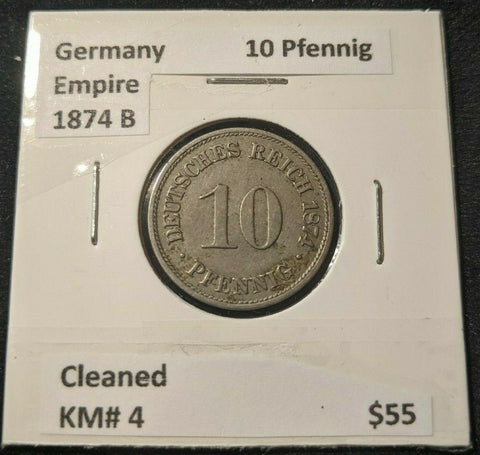 Germany 10 Pfennig
Empire
1874 B
DEUTSCHES REICH 1874
10
PFENNIG
Cleaned
KM# 4 $55